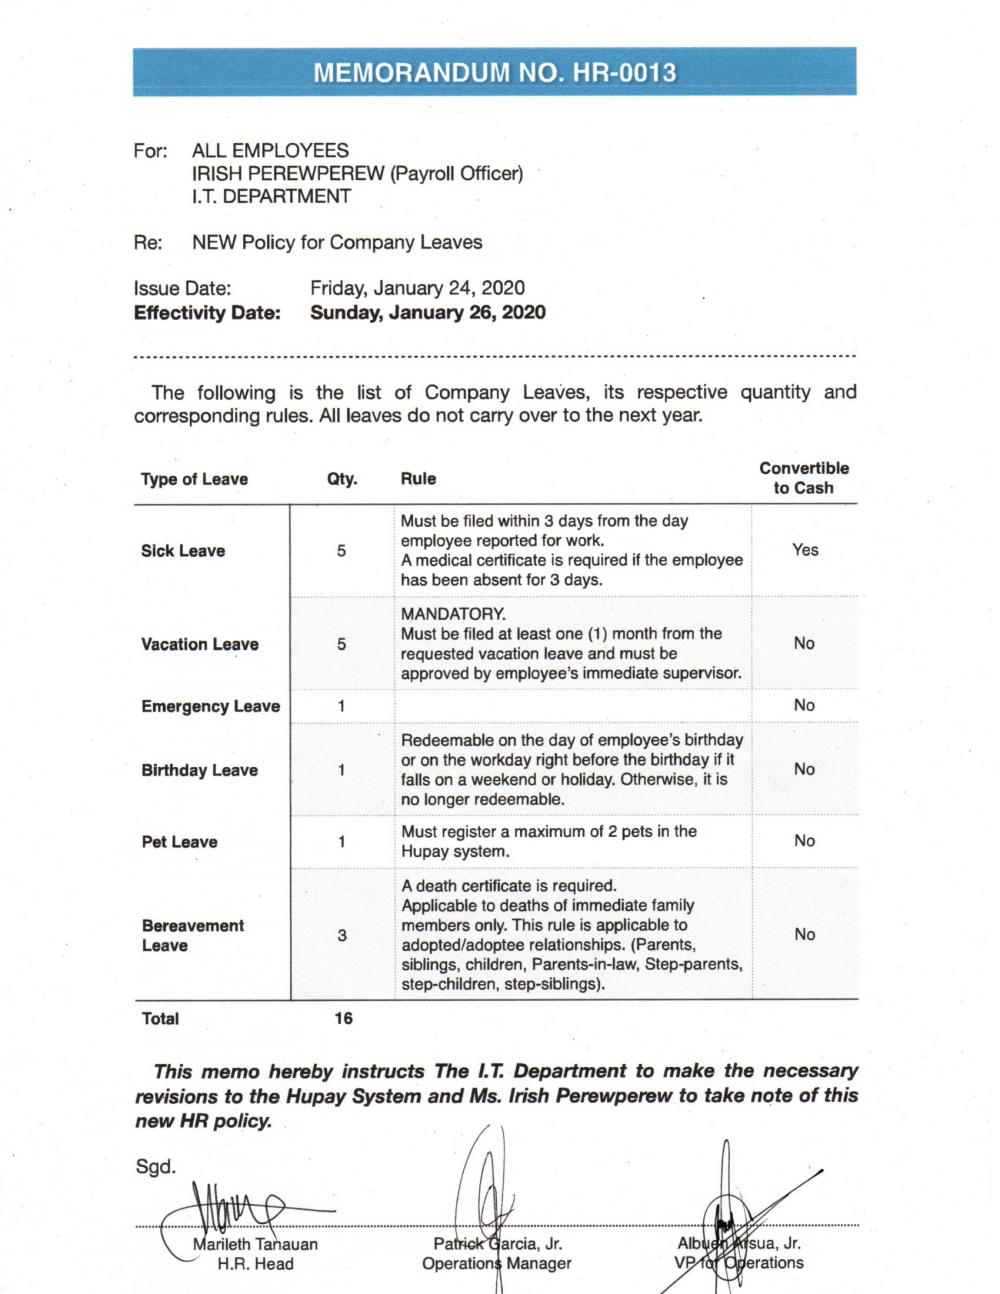 MEMORANDUM NO. HR-0013
For: ALL EMPLOYEES
IRISH PEREWPEREW (Payroll Officer)
I.T. DEPARTMENT
Re: NEW Policy for Company Leaves
Issue Date: Friday, January 24, 2020
Effectivity Date: Sunday, January 26, 2020
The following is the list of Company Leaves, its respective quantity and
corresponding rules. All leaves do not carry over to the next year.
Type of Leave Qty. Rule Convertible
to Cash
Sick Leave 5 Must be filed within 3 days from the day
employee reported for work.
A medical certificate is required if the employee
has been absent for 3 days.
Yes
Vacation Leave 5 MANDATORY.
Must be filed at least one (1) month from the
requested vacation leave and must be
approved by employee's immediate supervisor.
No
Emergency Leave 1 No
Birthday Leave 1 Redeemable on the day of employee's birthday
or on the workday right before the birthday if it
falls on a weekend or holiday. Otherwise, it is
no longer redeemable.
No
Pet Leave 1 Must register a maximum of 2 pets in the
Hupay system.
No
Bereavement
Leave
3 A death certificate is required.
Applicable to deaths of immediate family
members only. This rule is applicable to
adopted/adoptee relationships. (Parents,
siblings, children, Parents-in-law, Step-parents,
step-children, step-siblings).
No
Total 16
This memo hereby instructs The I.T. Department to make the necessary
revisions to the Hupay System and Ms. Irish Perewperew to take note of this
new HR policy.
Sgd.
Marileth Tanauan
H.R. Head
Patrick Garcia, Jr.
Operations Manager
Jr.
VP for Operations